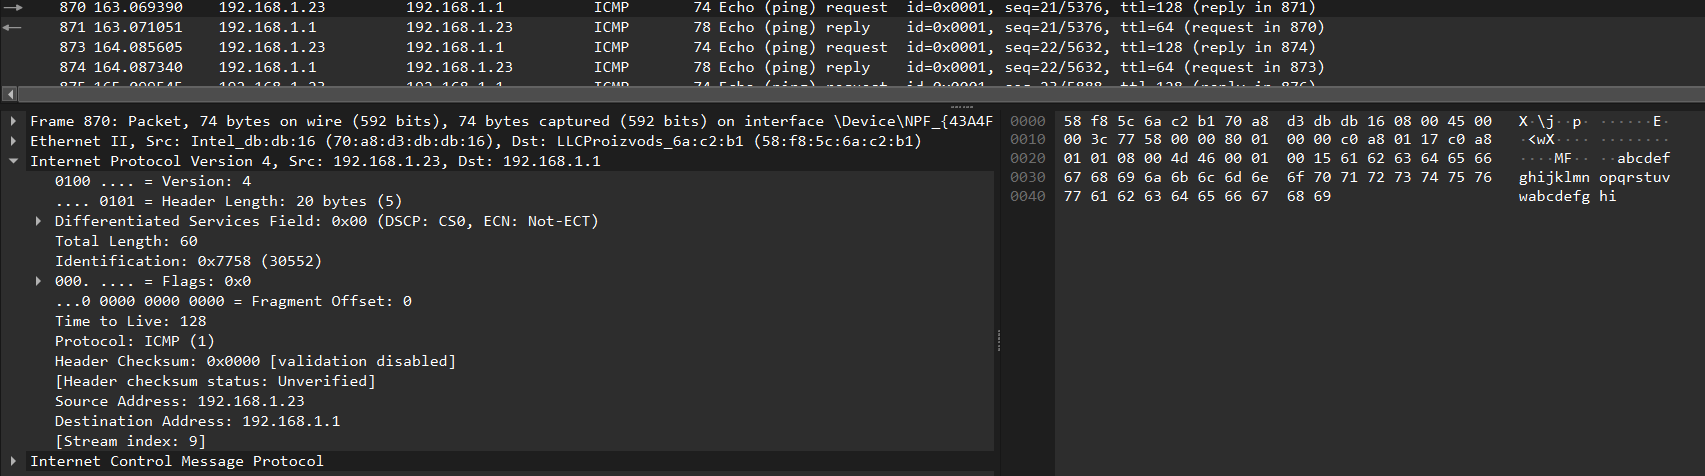 870 163.069390 192.168.1.23 192.168.1.1 ICMP 74 Echo (ping) request id=0x0001, seq=21/5376, ttl=128 (reply in 871)
871 163.071051 192.168.1.1 192.168.1.23 ICMP 78 Echo (ping) reply id=0x0001, seq=21/5376, ttl=64 (request in 870)
873 164.085605 192.168.1.23 192.168.1.1 ICMP 74 Echo (ping) request id=0x0001, seq=22/5632, ttl=128 (reply in 874)
874 164.087340 192.168.1.1 192.168.1.23 ICMP 78 Echo (ping) reply id=0x0001, seq=22/5632, ttl=64 (request in 873)
Frame 870: Packet, 74 bytes on wire (592 bits), 74 bytes captured (592 bits) on interface \Device\NPF_{43A4F
Ethernet II, Src: Intel_db:db:16 (70:a8:d3:db:db:16), Dst: LLCProizvods_6a:c2:b1 (58:f8:5c:6a:c2:b1)
Internet Protocol Version 4, Src: 192.168.1.23, Dst: 192.168.1.1
0100 .... = Version: 4
.... 0101 = Header Length: 20 bytes (5)
Differentiated Services Field: 0x00 (DSCP: CS0, ECN: Not-ECT)
Total Length: 60
Identification: 0x7758 (30552)
000. .... = Flags: 0x0
...0 0000 0000 0000 = Fragment Offset: 0
Time to Live: 128
Protocol: ICMP (1)
Header Checksum: 0x0000 [validation disabled]
[Header checksum status: Unverified]
Source Address: 192.168.1.23
Destination Address: 192.168.1.1
[Stream index: 9]
Internet Control Message Protocol
0000 58 f8 5c 6a c2 b1 70 a8 d3 db db 16 08 00 45 00 X·\j··p· ······E·
0010 00 3c 77 58 00 00 80 01 00 00 c0 a8 01 17 c0 a8 ·<wX···· ········
0020 01 01 08 00 4d 46 00 01 00 15 61 62 63 64 65 66 ····MF·· ··abcdef
0030 67 68 69 6a 6b 6c 6d 6e 6f 70 71 72 73 74 75 76 ghijklmn opqrstuv
0040 77 61 62 63 64 65 66 67 68 69 wabcdefg hi